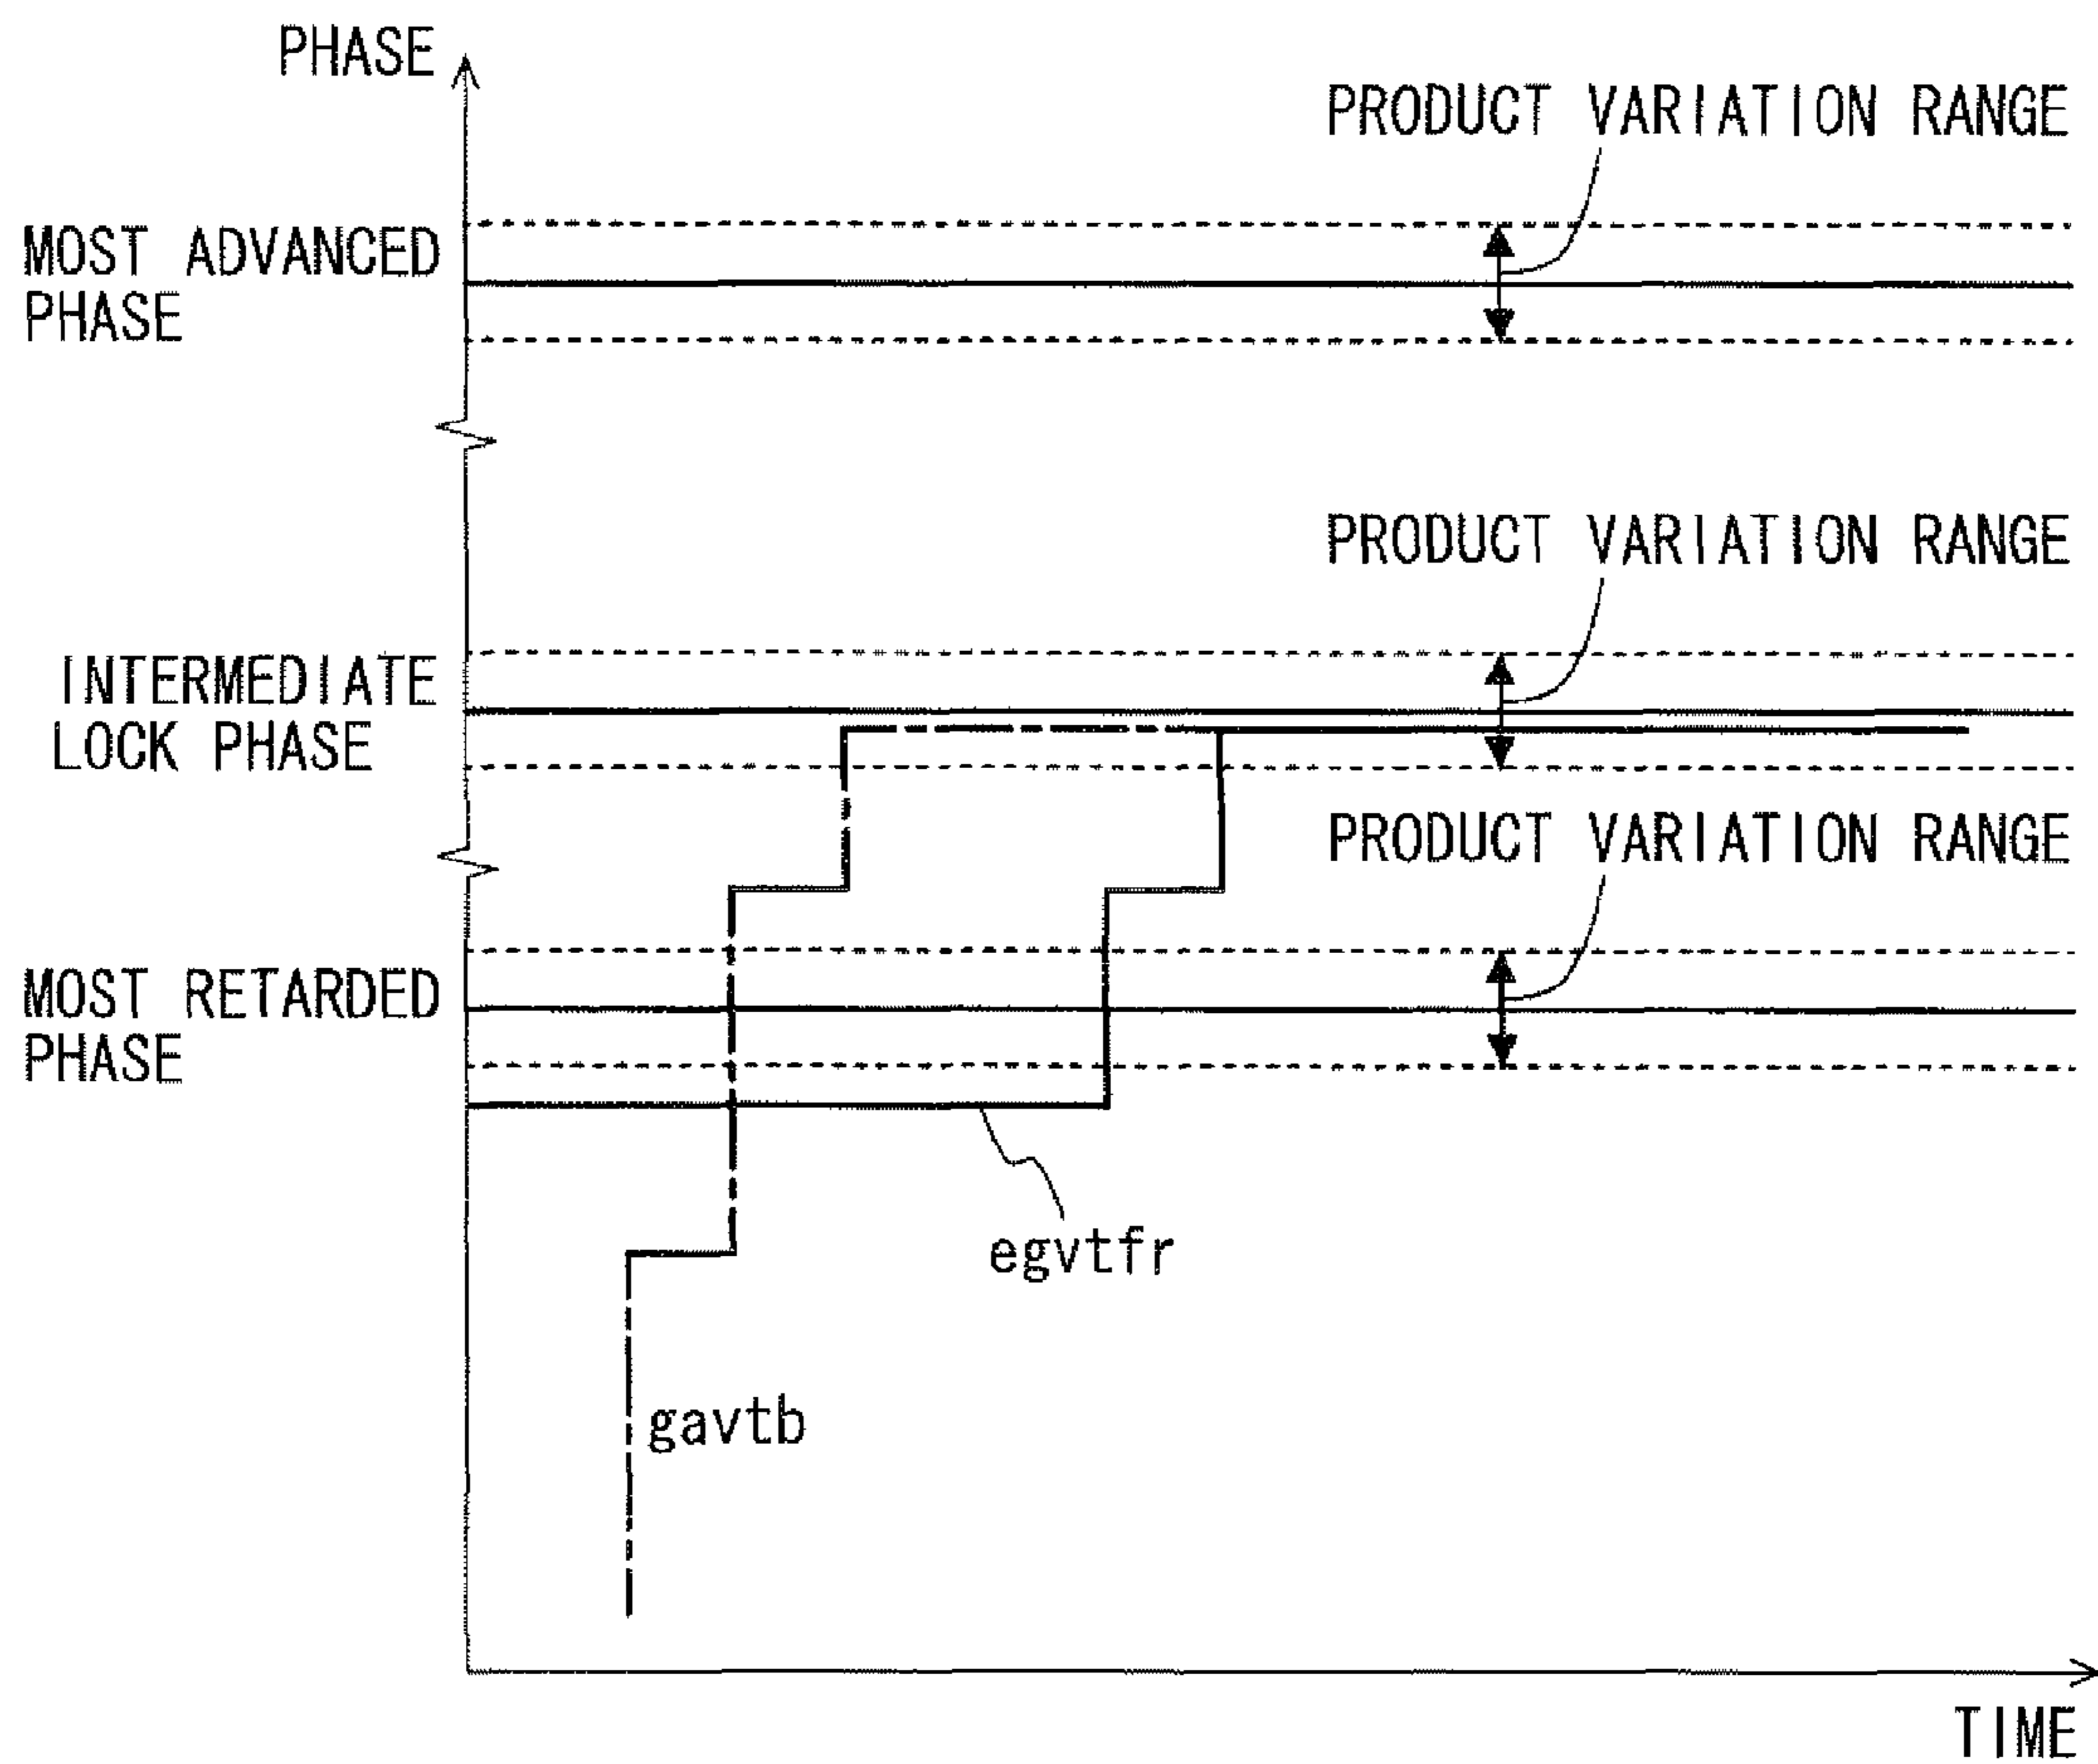 PHASE
PRODUCT VARIATION RANGE
MOST ADVANCED
PHASE
PRODUCT VARIATION RANGE
INTERMEDIATE
LOCK PHASE
PRODUCT VARIATION RANGE
MOST RETARDED
PHASE
egvtfr
gavtb
TIME